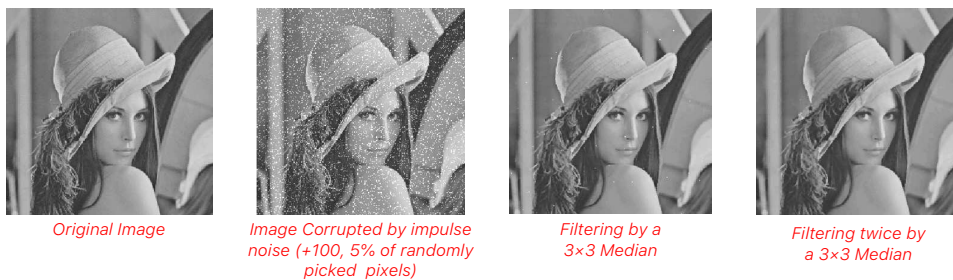 Original Image
Image Corrupted by impulse
noise (+100, 5% of randomly
picked pixels)
Filtering by a
3×3 Median
Filtering twice by
a 3×3 Median